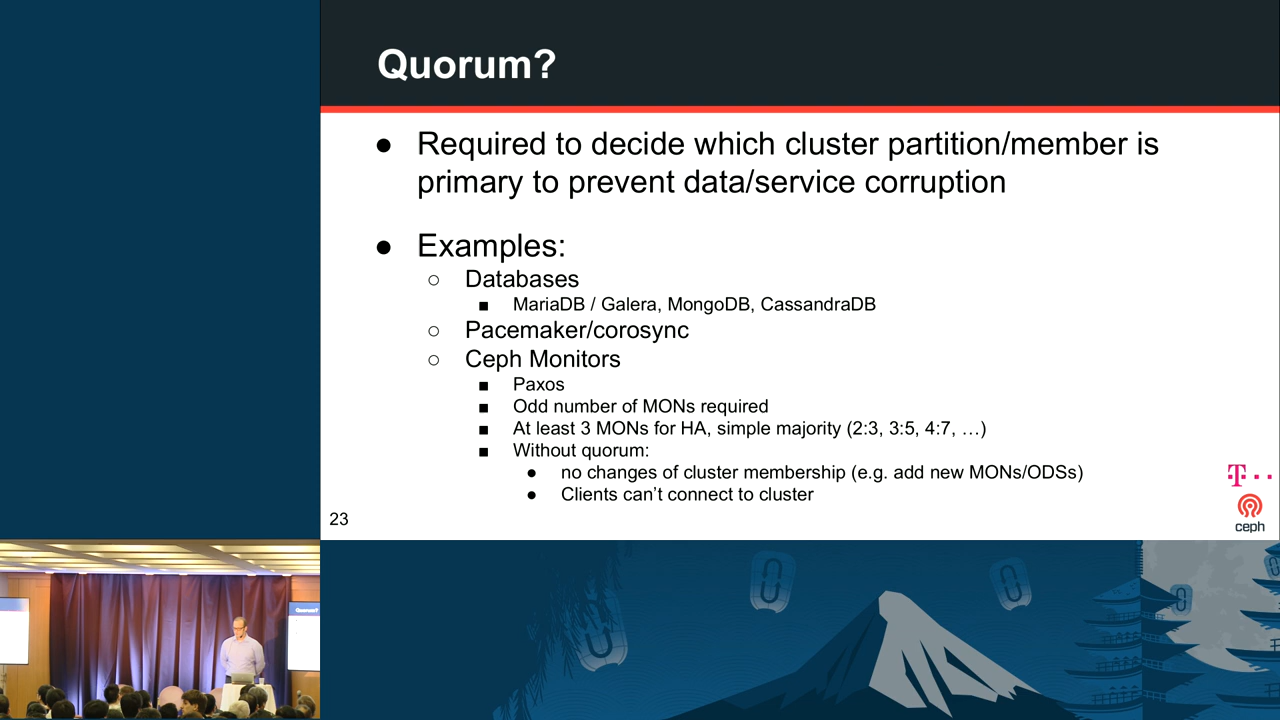 Quorum?
● Required to decide which cluster partition/member is
primary to prevent data/service corruption
● Examples:
○ Databases
■ MariaDB / Galera, MongoDB, CassandraDB
○ Pacemaker/corosync
○ Ceph Monitors
■ Paxos
■ Odd number of MONs required
■ At least 3 MONs for HA, simple majority (2:3, 3:5, 4:7, …)
■ Without quorum:
● no changes of cluster membership (e.g. add new MONs/ODSs)
● Clients can’t connect to cluster
23
T
ceph
Quorum?